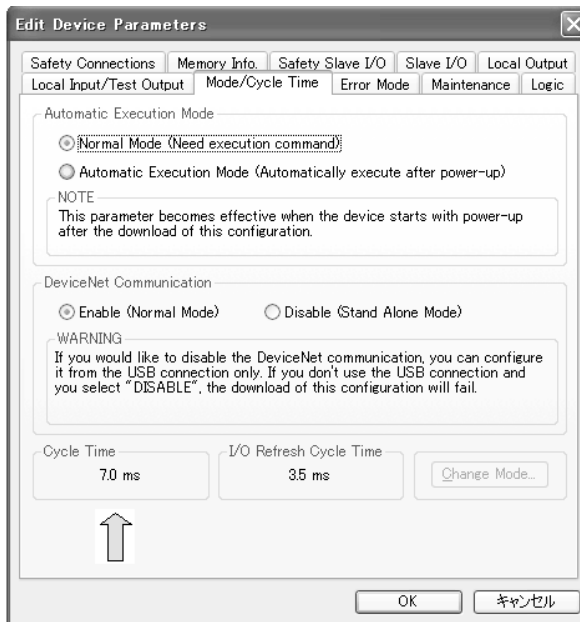 Edit Device Parameters
Safety Connections Memory Info. Safety Slave I/O Slave I/O Local Output
Local Input/Test Output Mode/Cycle Time Error Mode Maintenance Logic
Automatic Execution Mode
Normal Mode (Need execution command)
Automatic Execution Mode (Automatically execute after power-up)
NOTE
This parameter becomes effective when the device starts with power-up
after the download of this configuration.
DeviceNet Communication
Enable (Normal Mode) Disable (Stand Alone Mode)
WARNING
If you would like to disable the DeviceNet communication, you can configure
it from the USB connection only. If you don't use the USB connection and
you select "DISABLE", the download of this configuration will fail.
Cycle Time I/O Refresh Cycle Time
7.0 ms 3.5 ms Change Mode...
OK キャンセル